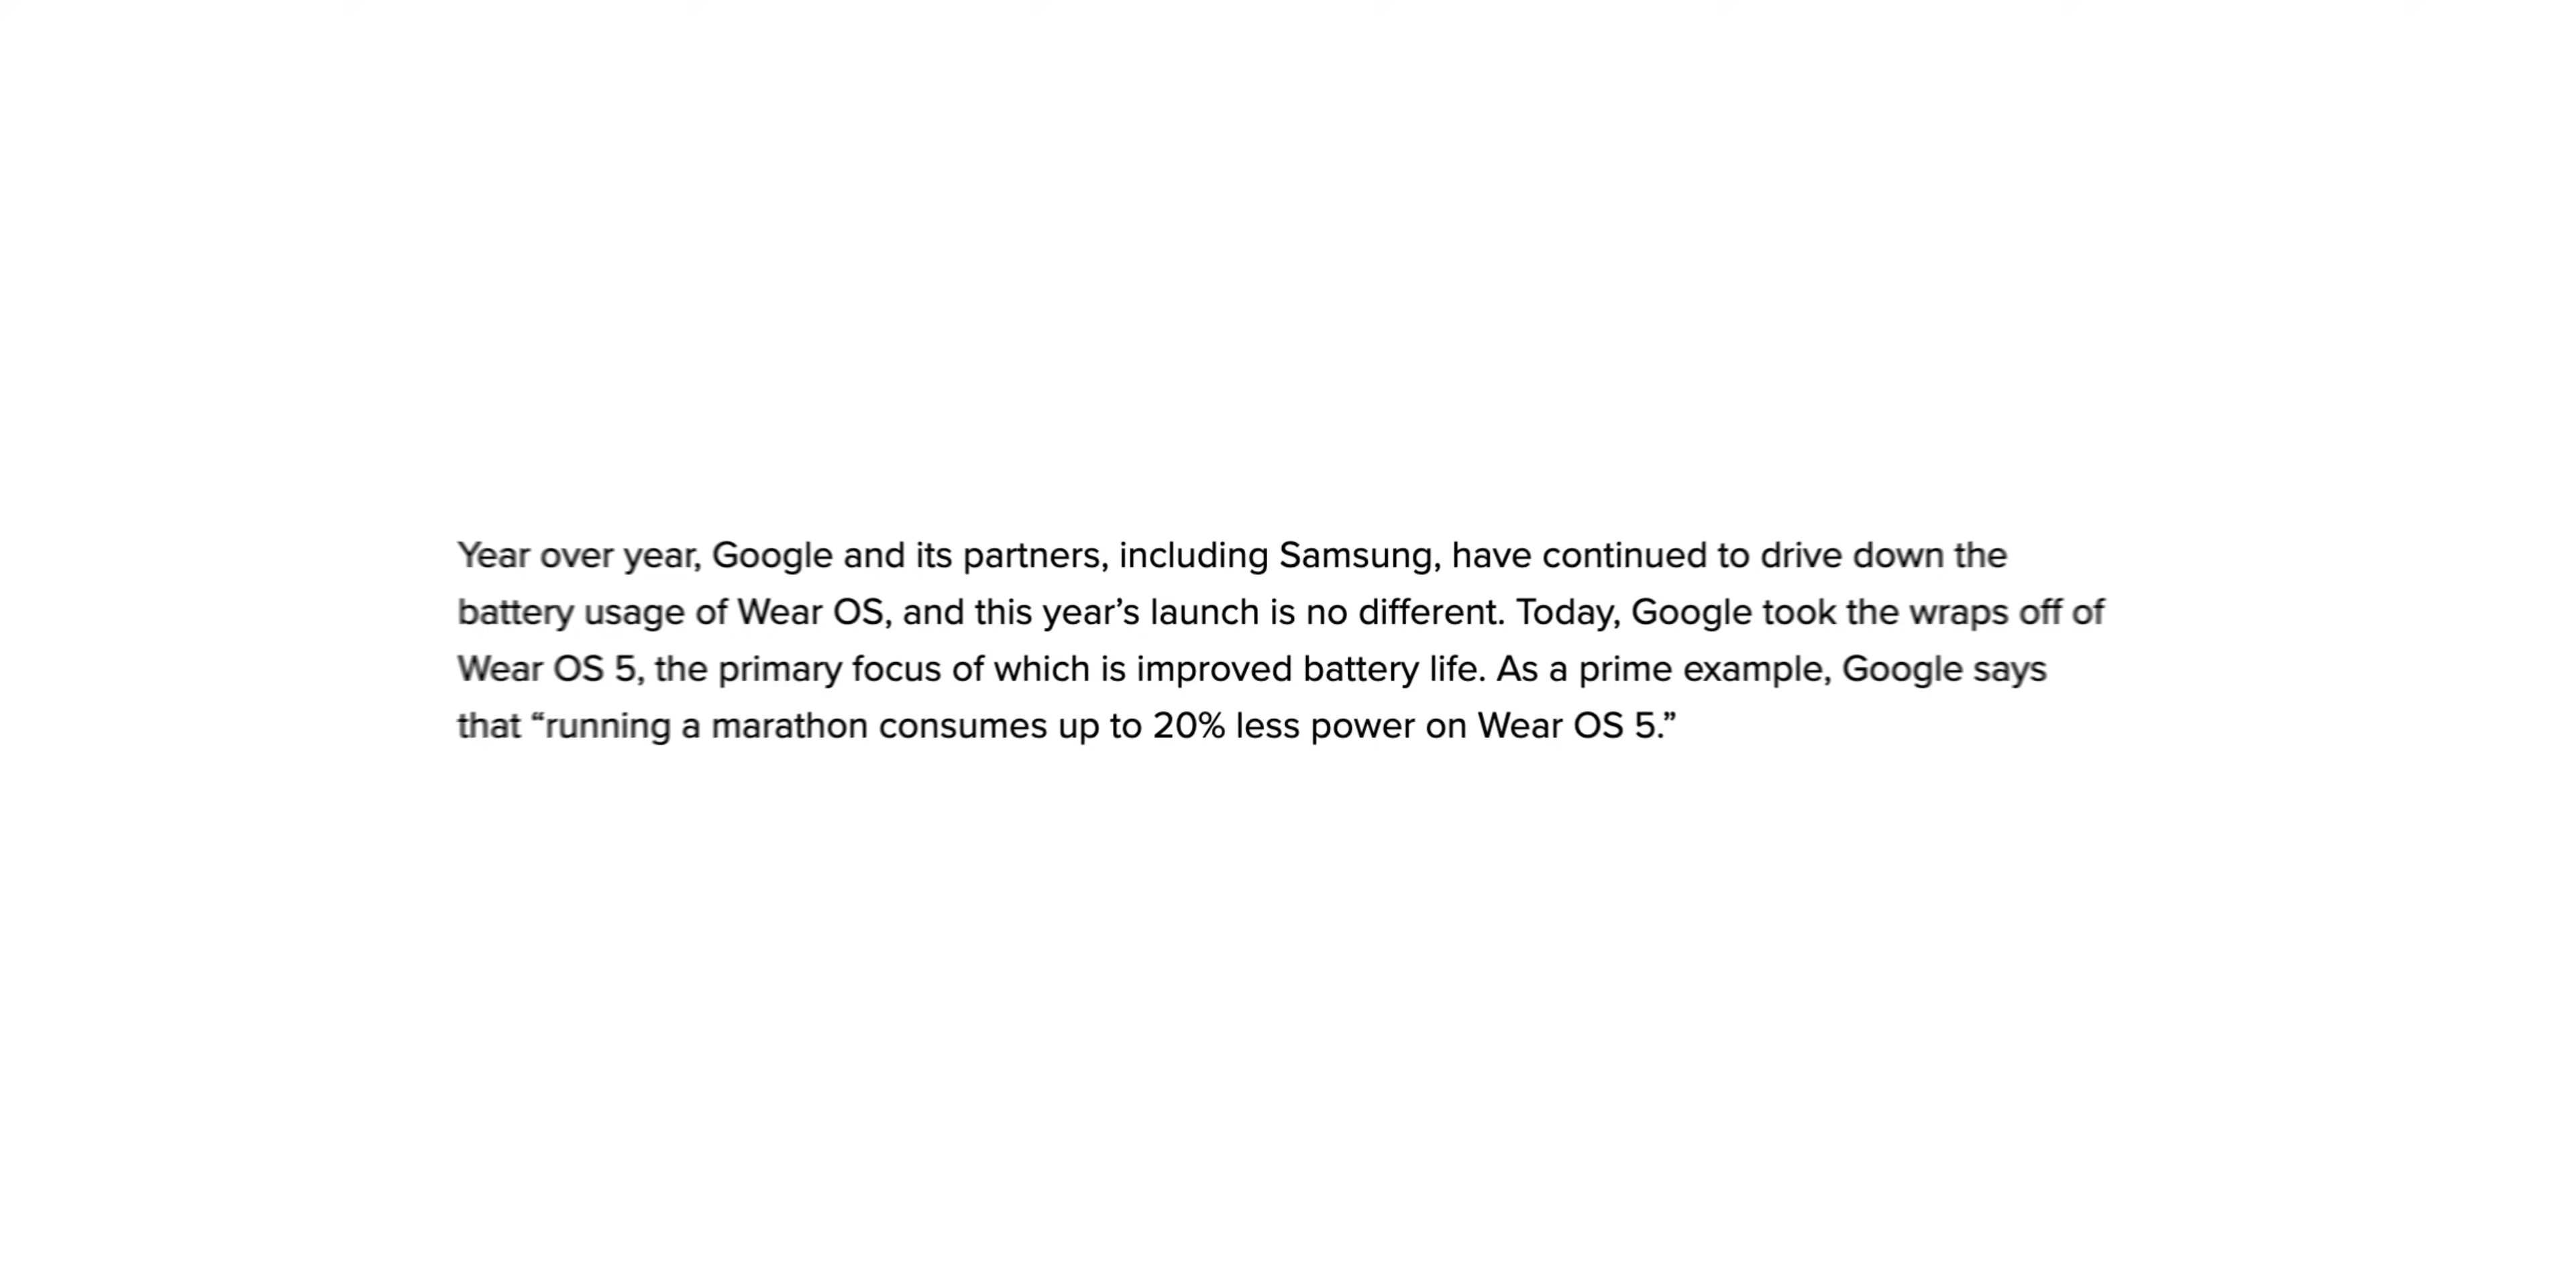 Year over year, Google and its partners, including Samsung, have continued to drive down the
battery usage of Wear OS, and this year’s launch is no different. Today, Google took the wraps off of
Wear OS 5, the primary focus of which is improved battery life. As a prime example, Google says
that “running a marathon consumes up to 20% less power on Wear OS 5.”